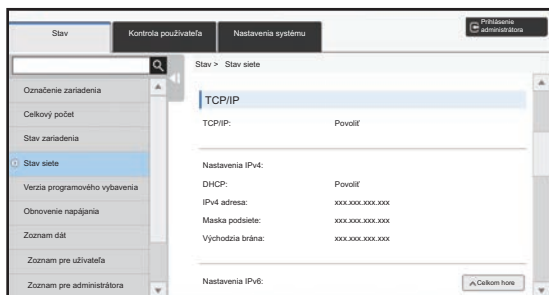 Stav
Kontrola používateľa
Nastavenia systému
Prihlásenie
administrátora
Stav > Stav siete
Označenie zariadenia
Celkový počet
Stav zariadenia
Stav siete
Verzia programového vybavenia
Obnovenie napájania
Zoznam dát
Zoznam pre užívateľa
Zoznam pre administrátora
TCP/IP
TCP/IP: Povoliť
Nastavenia IPv4:
DHCP: Povoliť
IPv4 adresa: xxx.xxx.xxx.xxx
Maska podsiete: xxx.xxx.xxx.xxx
Východzia brána: xxx.xxx.xxx.xxx
Nastavenia IPv6:
Celkom hore